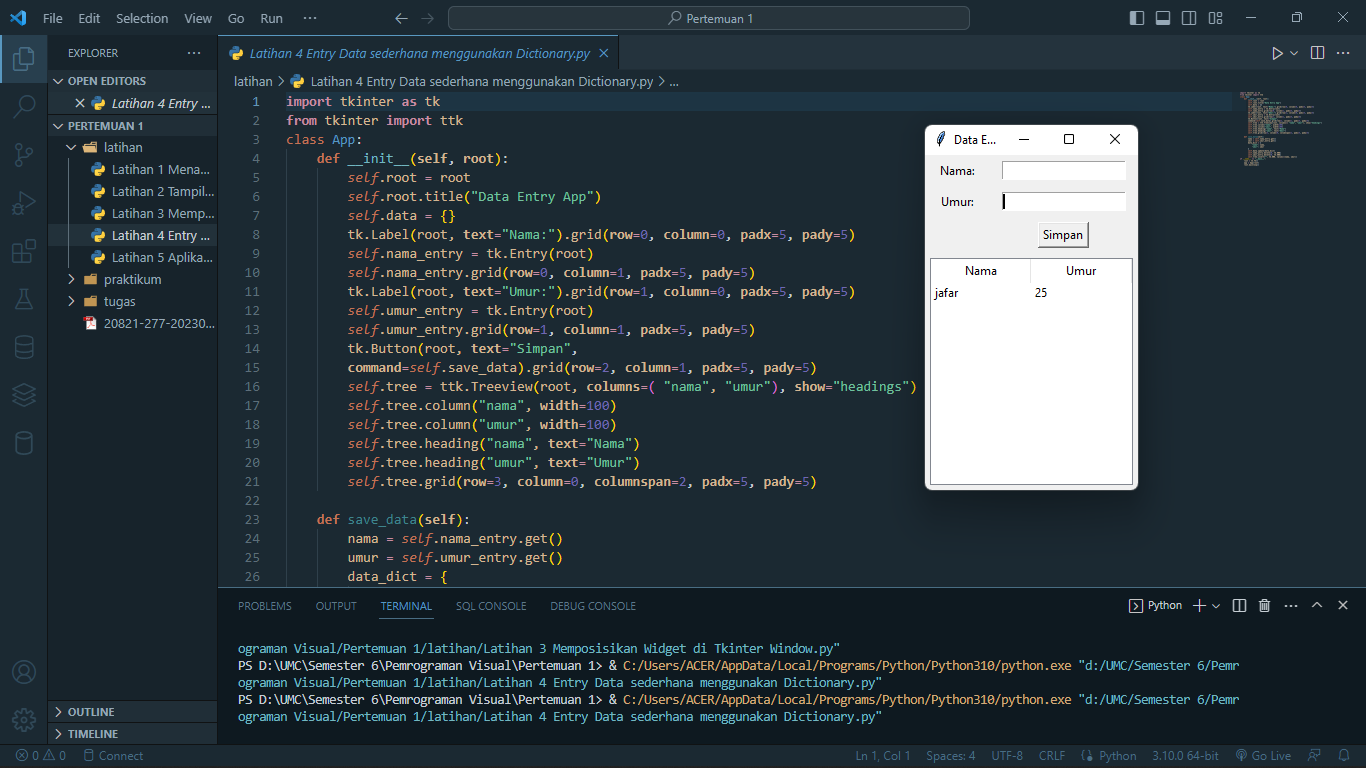 File Edit Selection View Go Run ··· Pertemuan 1
EXPLORER ···
OPEN EDITORS
Latihan 4 Entry ...
PERTEMUAN 1
latihan
Latihan 1 Mena...
Latihan 2 Tampil...
Latihan 3 Memp...
Latihan 4 Entry ...
Latihan 5 Aplika...
praktikum
tugas
20821-277-20230...
OUTLINE
TIMELINE
Latihan 4 Entry Data sederhana menggunakan Dictionary.py
latihan > Latihan 4 Entry Data sederhana menggunakan Dictionary.py > ...
1 import tkinter as tk
2 from tkinter import ttk
3 class App:
4 def __init__(self, root):
5 self.root = root
6 self.root.title("Data Entry App")
7 self.data = {}
8 tk.Label(root, text="Nama:").grid(row=0, column=0, padx=5, pady=5)
9 self.nama_entry = tk.Entry(root)
10 self.nama_entry.grid(row=0, column=1, padx=5, pady=5)
11 tk.Label(root, text="Umur:").grid(row=1, column=0, padx=5, pady=5)
12 self.umur_entry = tk.Entry(root)
13 self.umur_entry.grid(row=1, column=1, padx=5, pady=5)
14 tk.Button(root, text="Simpan",
15 command=self.save_data).grid(row=2, column=1, padx=5, pady=5)
16 self.tree = ttk.Treeview(root, columns=( "nama", "umur"), show="headings")
17 self.tree.column("nama", width=100)
18 self.tree.column("umur", width=100)
19 self.tree.heading("nama", text="Nama")
20 self.tree.heading("umur", text="Umur")
21 self.tree.grid(row=3, column=0, columnspan=2, padx=5, pady=5)
22
23 def save_data(self):
24 nama = self.nama_entry.get()
25 umur = self.umur_entry.get()
26 data_dict = {
Data E...
Nama:
Umur:
Simpan
Nama Umur
jafar 25
PROBLEMS OUTPUT TERMINAL SQL CONSOLE DEBUG CONSOLE Python
ograman Visual/Pertemuan 1/latihan/Latihan 3 Memposisikan Widget di Tkinter Window.py"
PS D:\UMC\Semester 6\Pemrograman Visual\Pertemuan 1> & C:/Users/ACER/AppData/Local/Programs/Python/Python310/python.exe "d:/UMC/Semester 6/Pemr
ograman Visual/Pertemuan 1/latihan/Latihan 4 Entry Data sederhana menggunakan Dictionary.py"
PS D:\UMC\Semester 6\Pemrograman Visual\Pertemuan 1> & C:/Users/ACER/AppData/Local/Programs/Python/Python310/python.exe "d:/UMC/Semester 6/Pemr
ograman Visual/Pertemuan 1/latihan/Latihan 4 Entry Data sederhana menggunakan Dictionary.py"
0 0 Connect Ln 1, Col 1 Spaces: 4 UTF-8 CRLF Python 3.10.0 64-bit Go Live